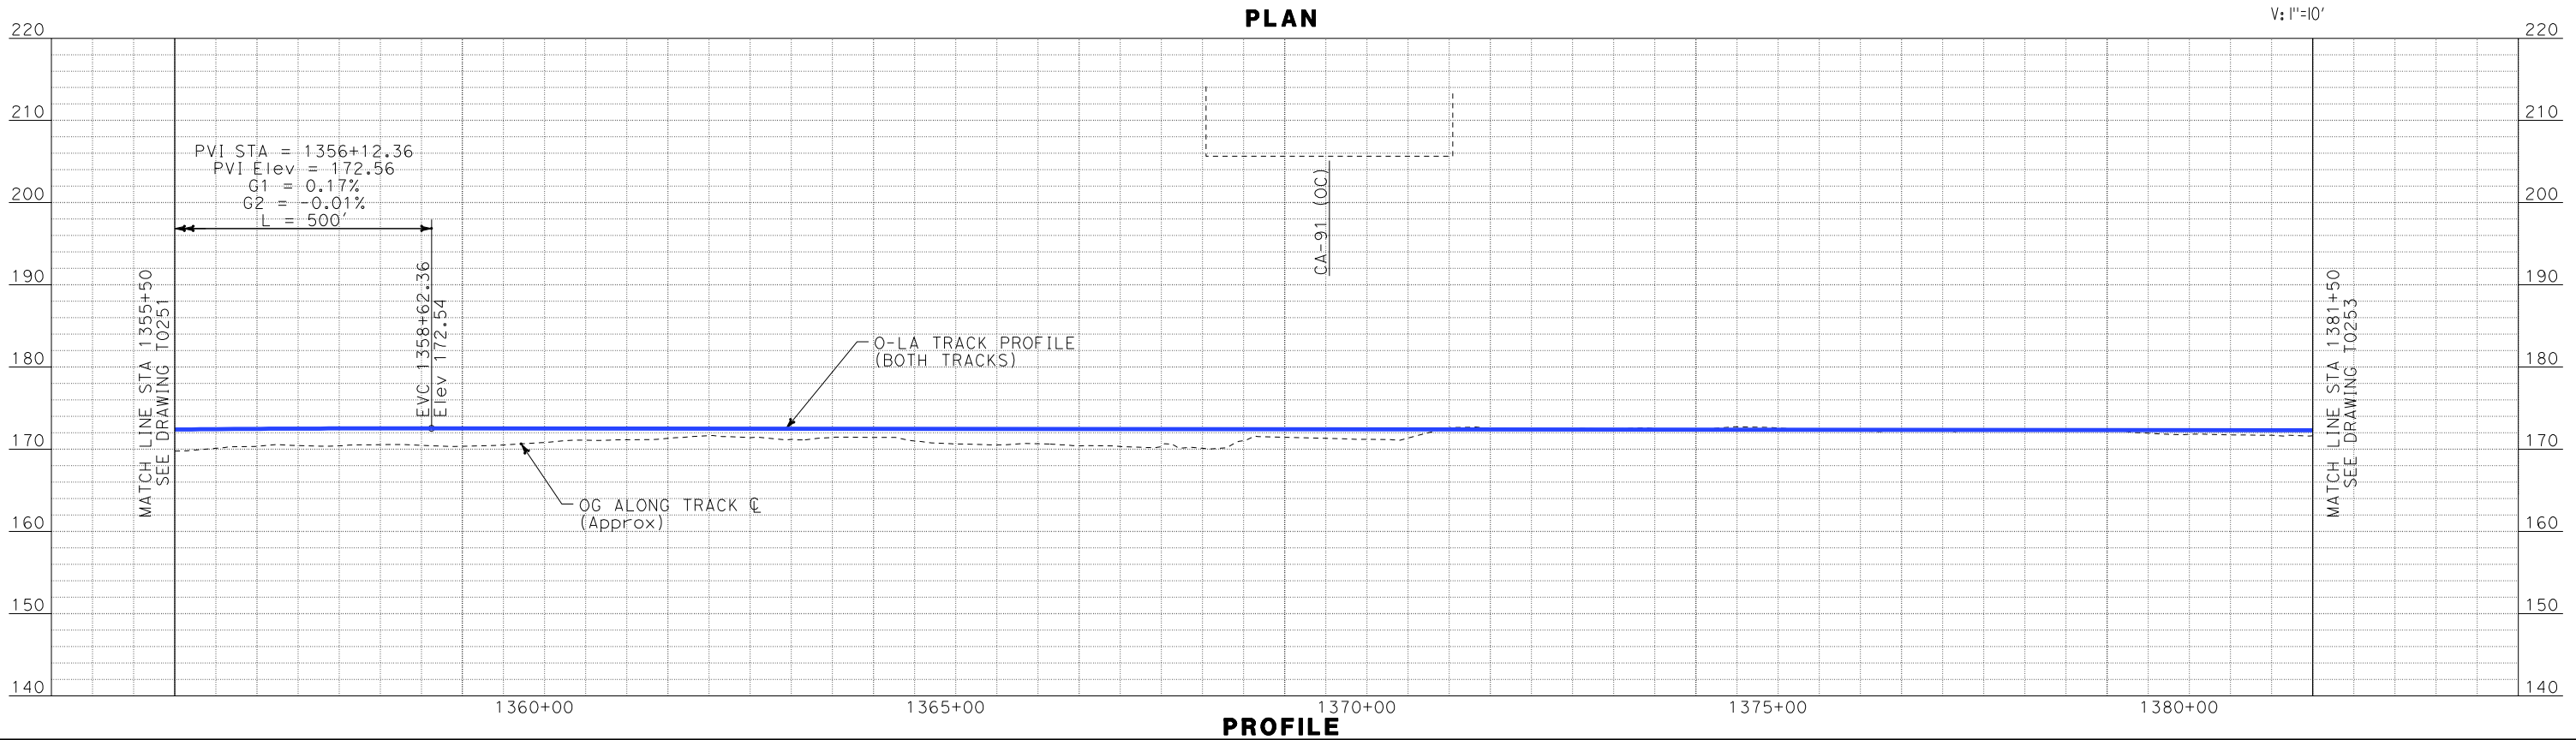 PLAN
V: 1"=10'
220
220
210
210
PVI STA = 1356+12.36
PVI Elev = 172.56
G1 = 0.17%
G2 = -0.01%
L = 500'
200
200
CA-91 (OC)
190
190
MATCH LINE STA 1355+50
SEE DRAWING T0251
EVC 1358+62.36
Elev 172.54
MATCH LINE STA 1381+50
SEE DRAWING T0253
180
180
O-LA TRACK PROFILE
(BOTH TRACKS)
170
170
OG ALONG TRACK ℄
(Approx)
160
160
150
150
140
140
1360+00
1365+00
1370+00
1375+00
1380+00
PROFILE